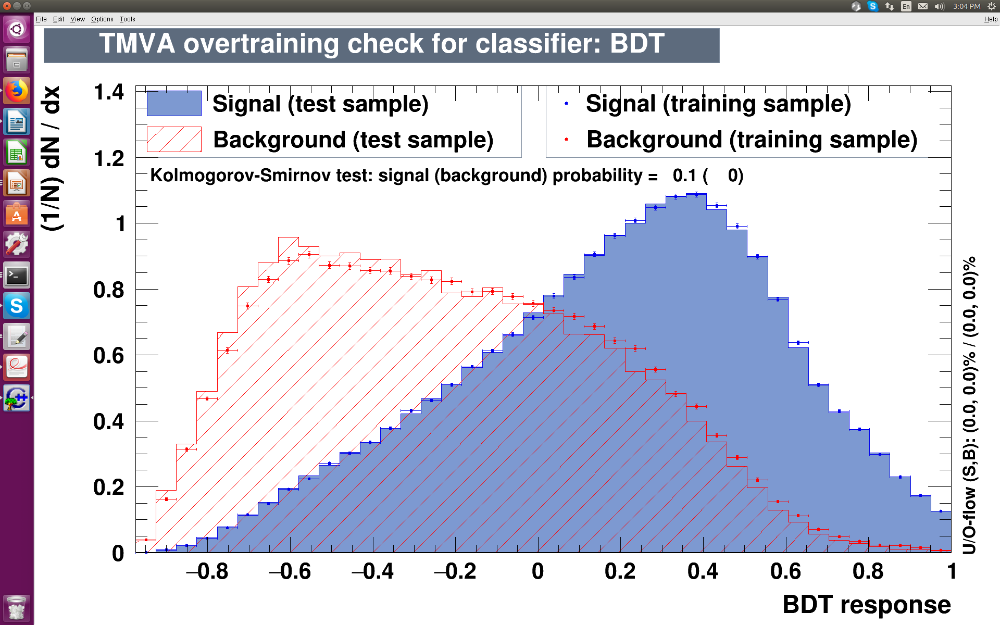 En
3:04 PM
File Edit View Options Tools
Help
TMVA overtraining check for classifier: BDT
(1/N) dN / dx
1.4
1.2
1
0.8
0.6
0.4
0.2
0
Signal (test sample)
Background (test sample)
Signal (training sample)
Background (training sample)
Kolmogorov-Smirnov test: signal (background) probability = 0.1 ( 0)
−0.8 −0.6 −0.4 −0.2 0 0.2 0.4 0.6 0.8 1
BDT response
U/O-flow (S,B): (0.0, 0.0)% / (0.0, 0.0)%